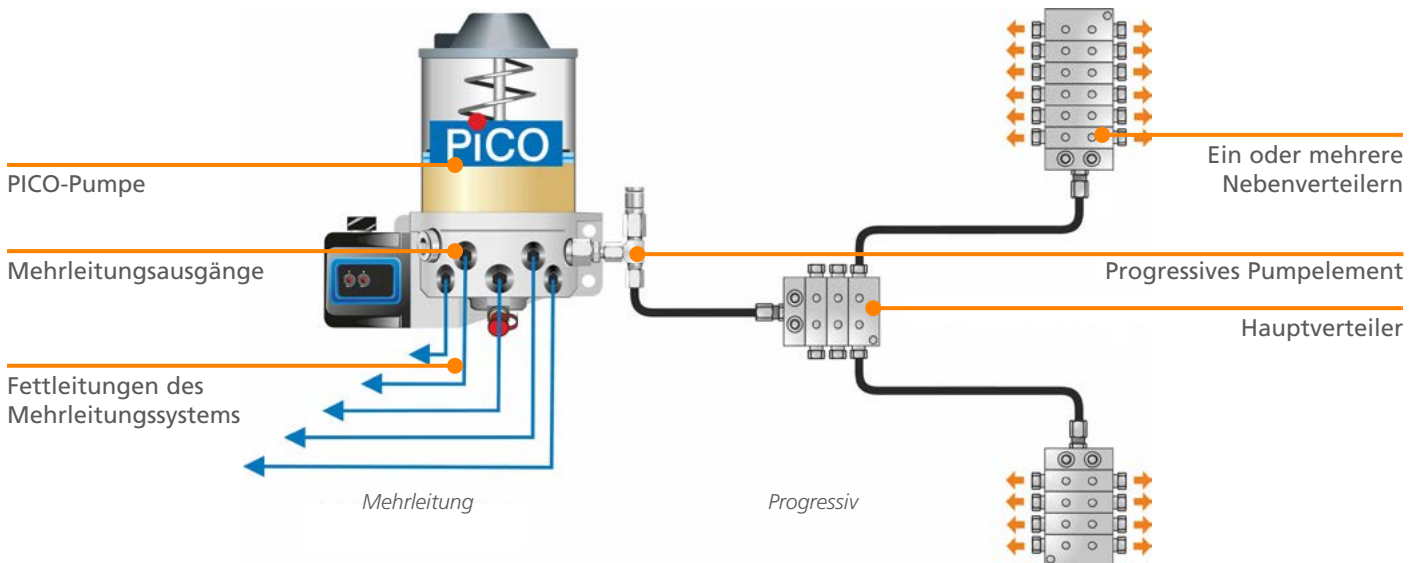 PiCO
PICO-Pumpe
Mehrleitungsausgänge
Fettleitungen des
Mehrleitungssystems
Mehrleitung
Progressiv
Ein oder mehrere
Nebenverteilern
Progressives Pumpelement
Hauptverteiler